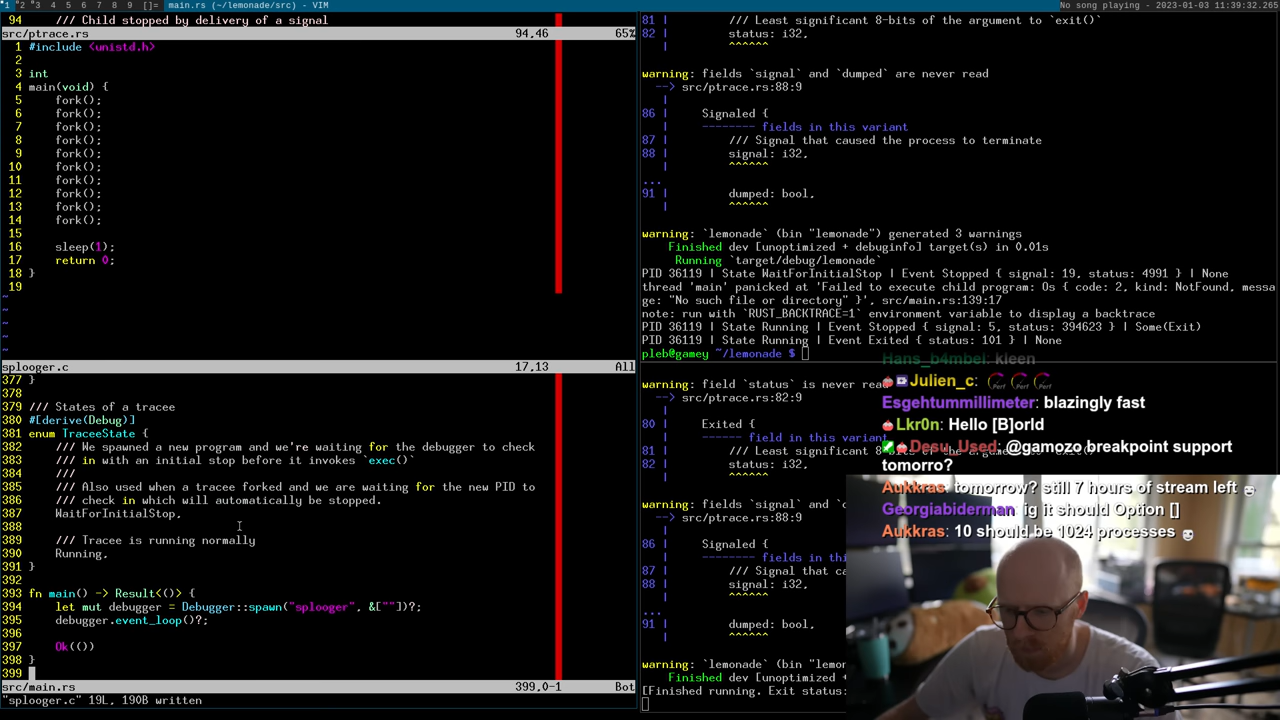 1 2 3 4 5 6 7 8 9 []= main.rs (~/lemonade/src) - VIM
No song playing - 2023-01-03 11:39:32.265
94     /// Child stopped by delivery of a signal
src/ptrace.rs 94,46 65%
1 #include <unistd.h>
2
3 int
4 main(void) {
5     fork();
6     fork();
7     fork();
8     fork();
9     fork();
10     fork();
11     fork();
12     fork();
13     fork();
14     fork();
15
16     sleep(1);
17     return 0;
18 }
19
~
~
~
~
~
splooger.c 17,13 All
377 }
378
379 /// States of a tracee
380 #[derive(Debug)]
381 enum TraceeState {
382     /// We spawned a new program and we're waiting for the debugger to check
383     /// in with an initial stop before it invokes `exec()`
384     ///
385     /// Also used when a tracee forked and we are waiting for the new PID to
386     /// check in which will automatically be stopped.
387     WaitForInitialStop,
388
389     /// Tracee is running normally
390     Running,
391 }
392
393 fn main() -> Result<()> {
394     let mut debugger = Debugger::spawn("splooger", &[""])?;
395     debugger.event_loop()?;
396
397     Ok(())
398 }
399
src/main.rs 399,0-1 Bot
"splooger.c" 19L, 190B written
81 |         /// Least significant 8-bits of the argument to `exit()`
82 |         status: i32,
   |         ^^^^^^
warning: fields `signal` and `dumped` are never read
  --> src/ptrace.rs:88:9
   |
86 |     Signaled {
   |     -------- fields in this variant
87 |         /// Signal that caused the process to terminate
88 |         signal: i32,
   |         ^^^^^^
...
91 |         dumped: bool,
   |         ^^^^^^
warning: `lemonade` (bin "lemonade") generated 3 warnings
    Finished dev [unoptimized + debuginfo] target(s) in 0.01s
     Running `target/debug/lemonade`
PID 36119 | State WaitForInitialStop | Event Stopped { signal: 19, status: 4991 } | None
thread 'main' panicked at 'Failed to execute child program: Os { code: 2, kind: NotFound, messa
ge: "No such file or directory" }', src/main.rs:139:17
note: run with `RUST_BACKTRACE=1` environment variable to display a backtrace
PID 36119 | State Running | Event Stopped { signal: 5, status: 394623 } | Some(Exit)
PID 36119 | State Running | Event Exited { status: 101 } | None
pleb@gamey ~/lemonade $
warning: field `status` is never read
  --> src/ptrace.rs:82:9
   |
80 |     Exited {
   |     ------ field in this variant
81 |         /// Least significant 8-bits of the
82 |         status: i32,
   |         ^^^^^^
warning: fields `signal` and `d
  --> src/ptrace.rs:88:9
   |
86 |     Signaled {
   |     -------- fields in thi
87 |         /// Signal that ca
88 |         signal: i32,
   |         ^^^^^^
...
91 |         dumped: bool,
   |         ^^^^^^
warning: `lemonade` (bin "lemon
    Finished dev [unoptimized +
[Finished running. Exit status:
Hans_b4mbel: kleen
Julien_c:
Esgehtummillimeter: blazingly fast
Lkr0n: Hello [B]orld
Desu_Used: @gamozo breakpoint support
tomorro?
Aukkras: tomorrow? still 7 hours of stream left
Georgiabiderman: ig it should Option []
Aukkras: 10 should be 1024 processes